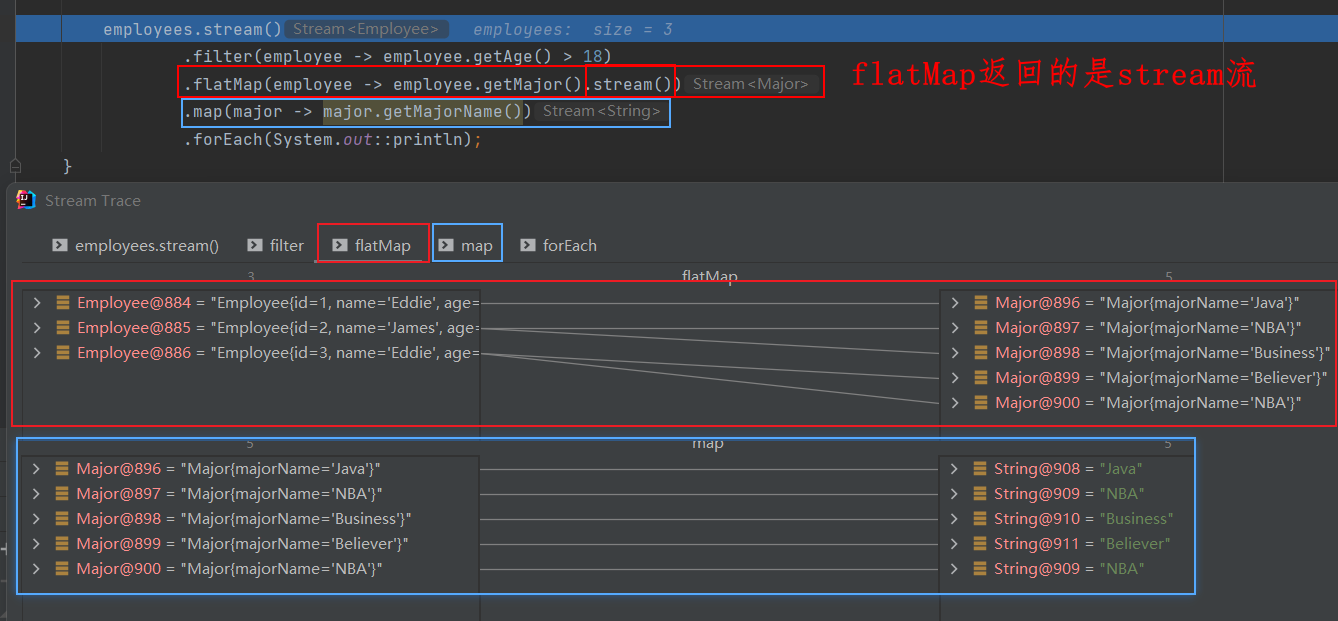 employees.stream() Stream<Employee> employees: size = 3
.filter(employee -> employee.getAge() > 18)
.flatMap(employee -> employee.getMajor().stream()) Stream<Major>
flatMap返回的是stream流
.map(major -> major.getMajorName()) Stream<String>
.forEach(System.out::println);
}
Stream Trace
employees.stream() filter flatMap map forEach
3 flatMap 5
Employee@884 = "Employee{id=1, name='Eddie', age= Major@896 = "Major{majorName='Java'}"
Employee@885 = "Employee{id=2, name='James', age= Major@897 = "Major{majorName='NBA'}"
Employee@886 = "Employee{id=3, name='Eddie', age= Major@898 = "Major{majorName='Business'}"
Major@899 = "Major{majorName='Believer'}"
Major@900 = "Major{majorName='NBA'}"
5 map 5
Major@896 = "Major{majorName='Java'}" String@908 = "Java"
Major@897 = "Major{majorName='NBA'}" String@909 = "NBA"
Major@898 = "Major{majorName='Business'}" String@910 = "Business"
Major@899 = "Major{majorName='Believer'}" String@911 = "Believer"
Major@900 = "Major{majorName='NBA'}" String@909 = "NBA"